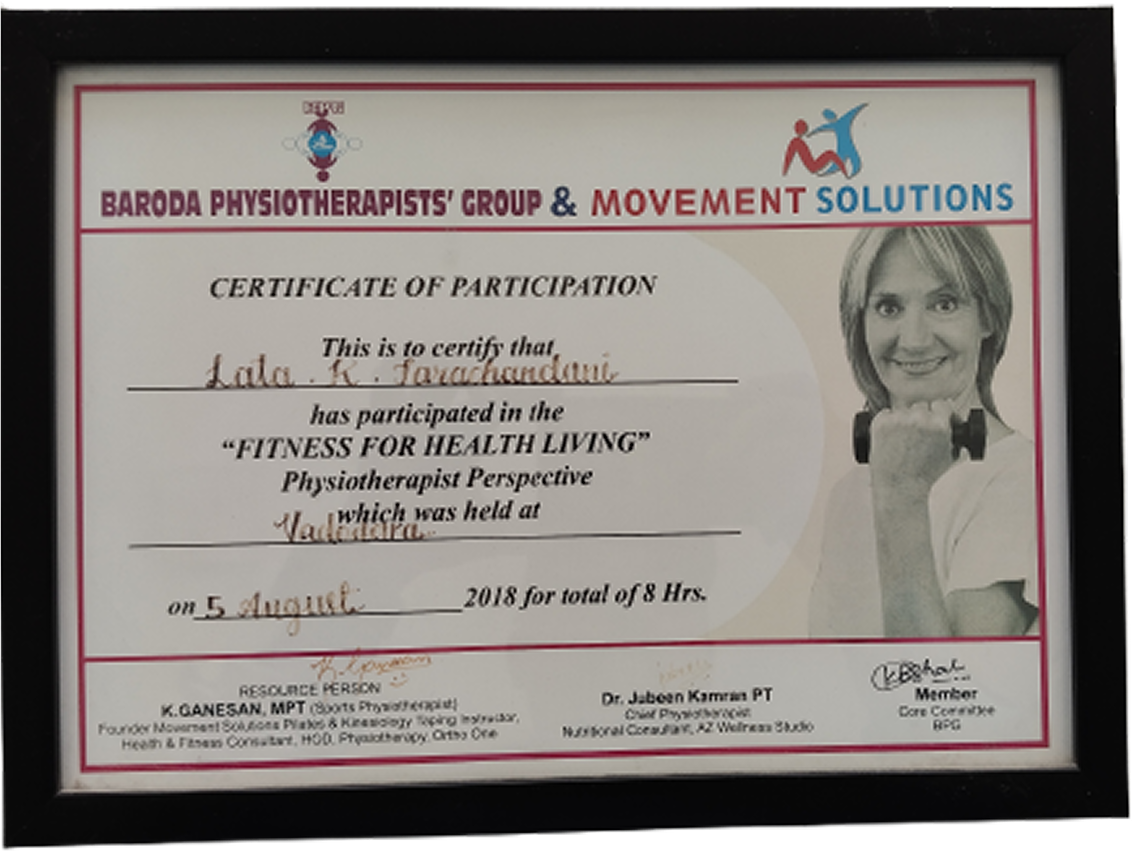 BPG
BARODA PHYSIOTHERAPISTS' GROUP & MOVEMENT SOLUTIONS
CERTIFICATE OF PARTICIPATION
This is to certify that
Lata . K . Tarachandani
has participated in the
“FITNESS FOR HEALTH LIVING”
Physiotherapist Perspective
which was held at
Vadodara
on 5 August 2018 for total of 8 Hrs.
K. Ganesan
RESOURCE PERSON
K.GANESAN, MPT (Sports Physiotherapist)
Founder Movement Solutions Pilates & Kinesiology Taping Instructor,
Health & Fitness Consultant, HOD, Physiotherapy, Ortho One
Dr. Jubeen Kamran PT
Chief Physiotherapist
Nutritional Consultant, AZ Wellness Studio
KBShah
Member
Core Committee
BPG